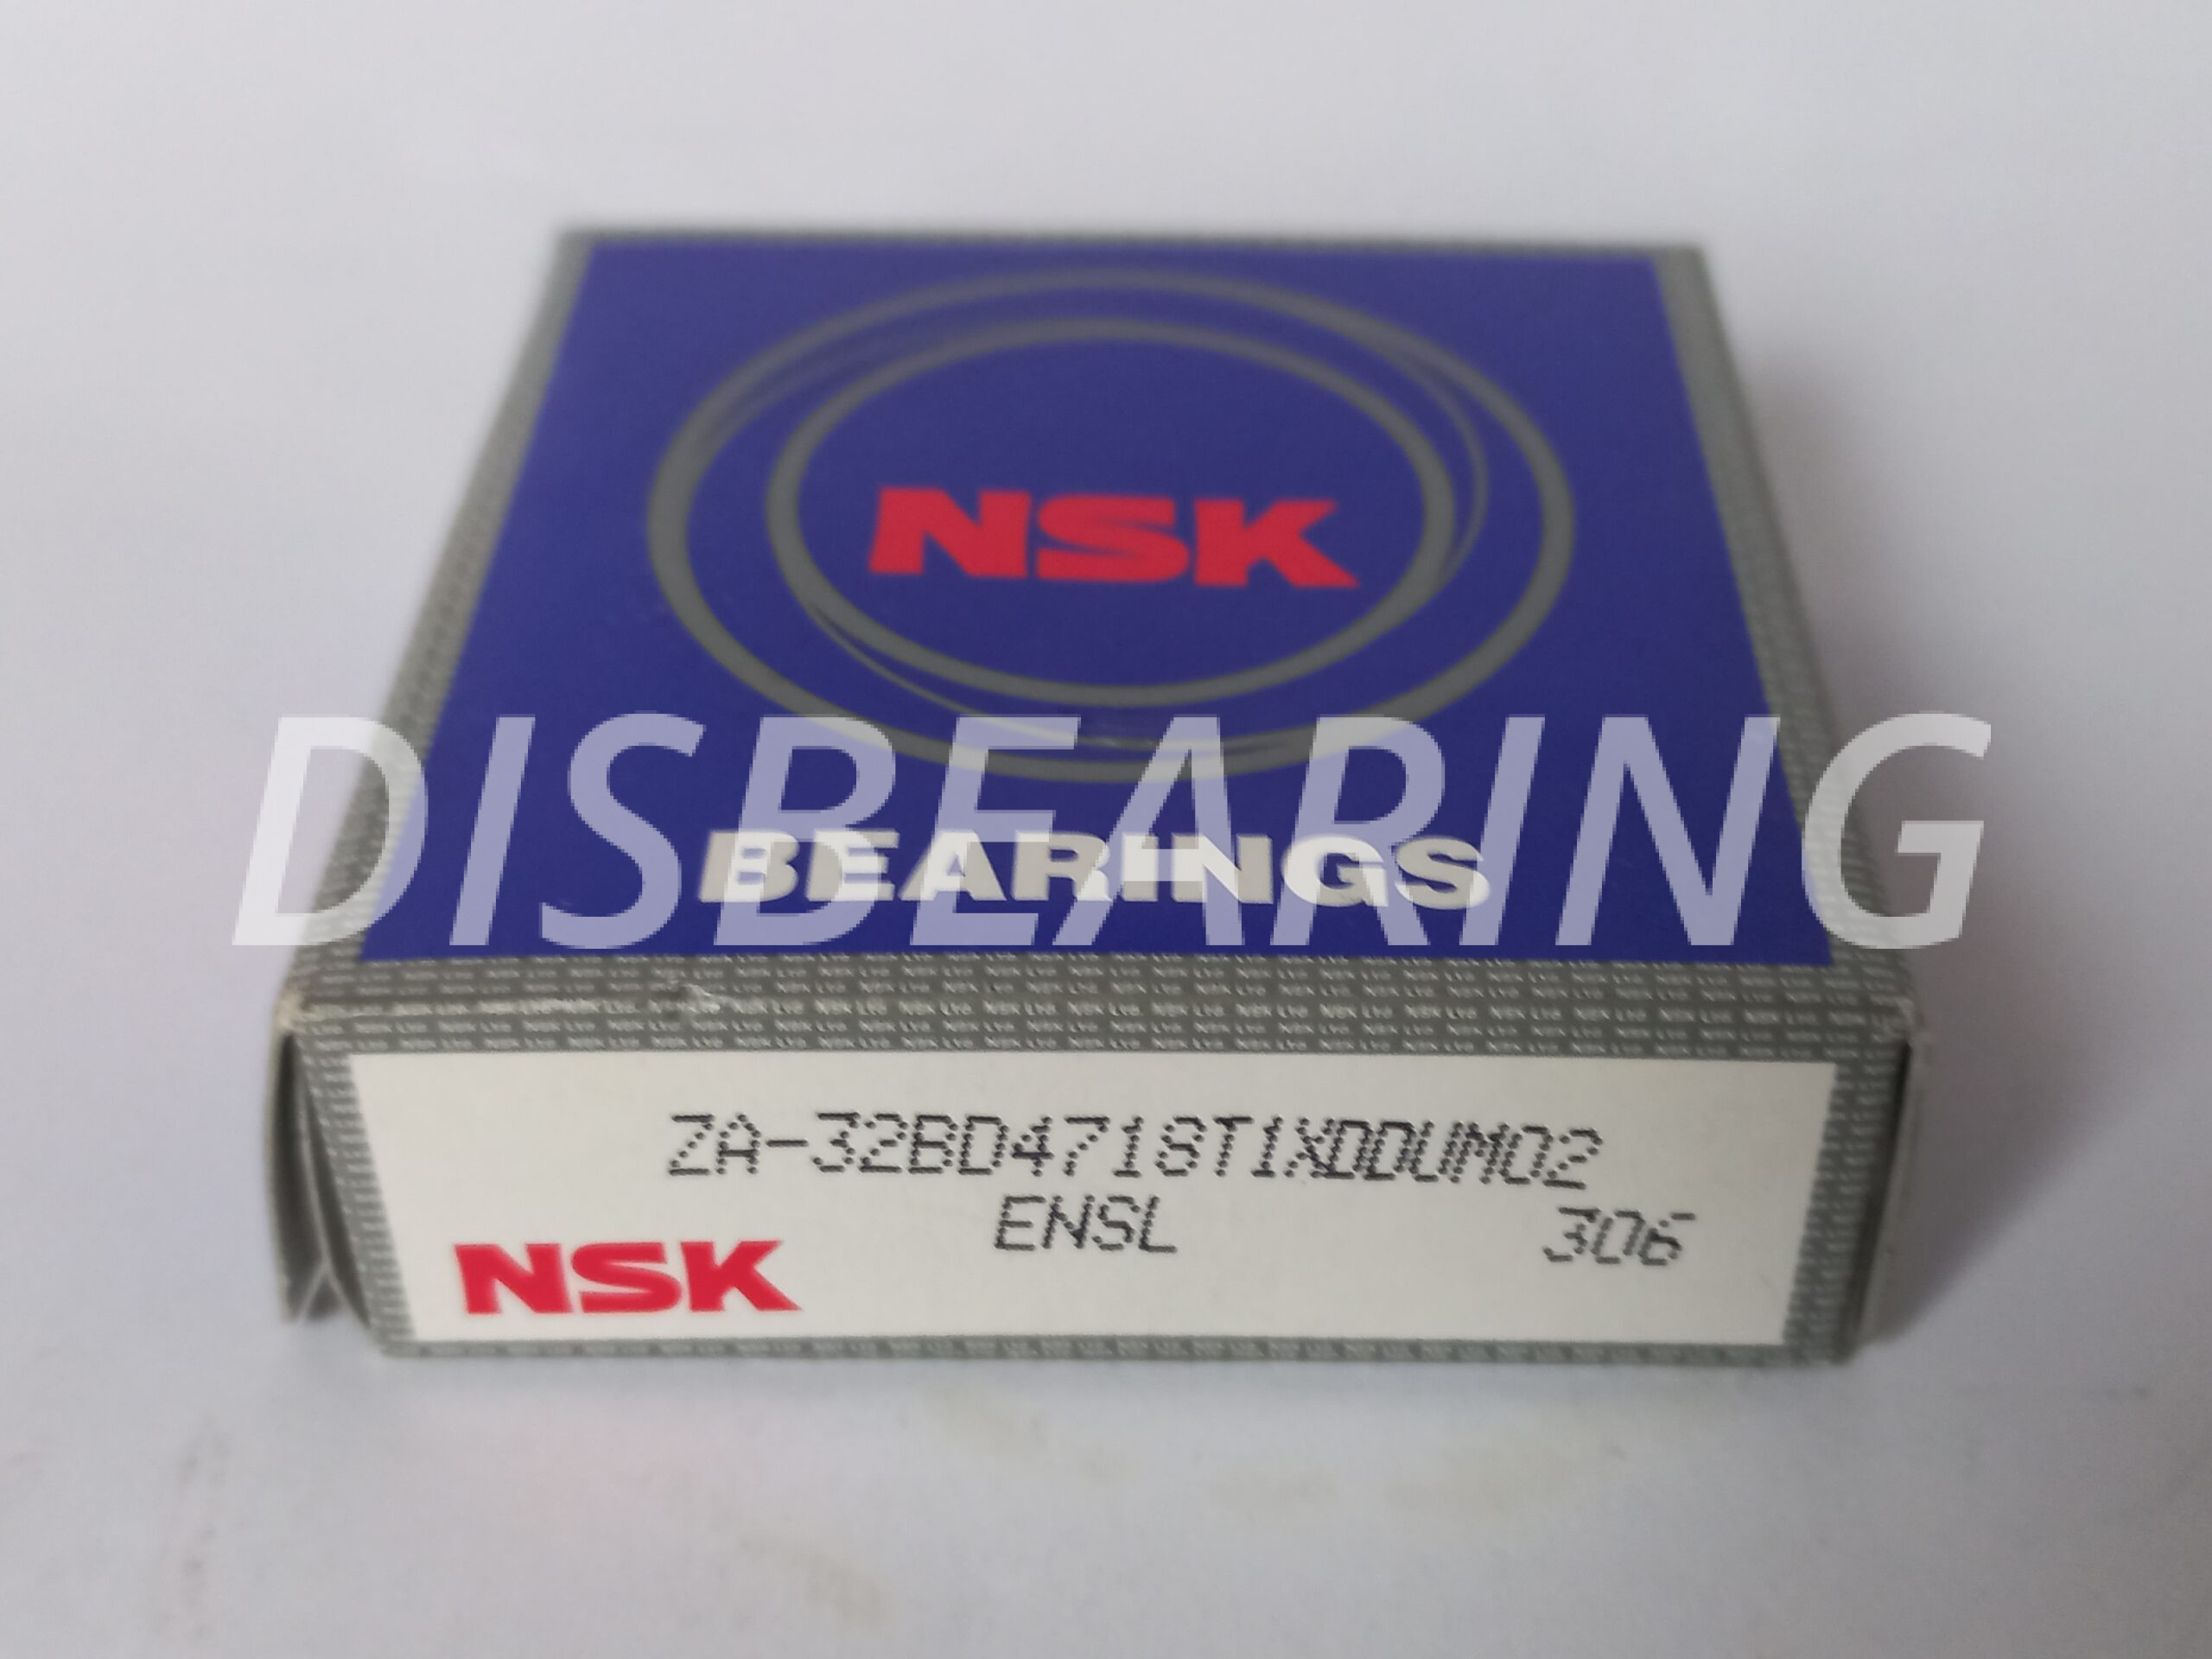 NSK
DISBEARING
BEARINGS
ZA-32BD4718T1XDDUM02
ENSL
306
NSK